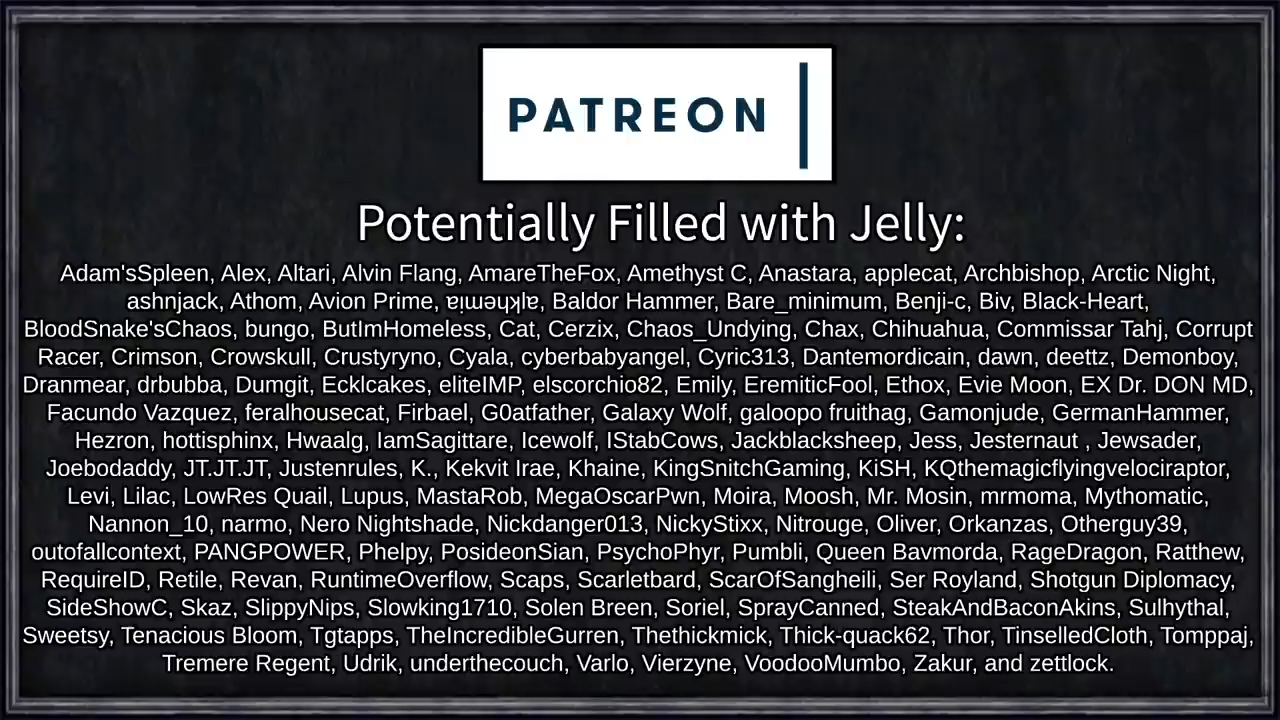 PATREON
Potentially Filled with Jelly:
Adam'sSpleen, Alex, Altari, Alvin Flang, AmareTheFox, Amethyst C, Anastara, applecat, Archbishop, Arctic Night,
ashnjack, Athom, Avion Prime, ɐᴉɯǝuʞlɐ, Baldor Hammer, Bare_minimum, Benji-c, Biv, Black-Heart,
BloodSnake'sChaos, bungo, ButImHomeless, Cat, Cerzix, Chaos_Undying, Chax, Chihuahua, Commissar Tahj, Corrupt
Racer, Crimson, Crowskull, Crustyryno, Cyala, cyberbabyangel, Cyric313, Dantemordicain, dawn, deettz, Demonboy,
Dranmear, drbubba, Dumgit, Ecklcakes, eliteIMP, elscorchio82, Emily, EremiticFool, Ethox, Evie Moon, EX Dr. DON MD,
Facundo Vazquez, feralhousecat, Firbael, G0atfather, Galaxy Wolf, galoopo fruithag, Gamonjude, GermanHammer,
Hezron, hottisphinx, Hwaalg, IamSagittare, Icewolf, IStabCows, Jackblacksheep, Jess, Jesternaut , Jewsader,
Joebodaddy, JT.JT.JT, Justenrules, K., Kekvit Irae, Khaine, KingSnitchGaming, KiSH, KQthemagicflyingvelociraptor,
Levi, Lilac, LowRes Quail, Lupus, MastaRob, MegaOscarPwn, Moira, Moosh, Mr. Mosin, mrmoma, Mythomatic,
Nannon_10, narmo, Nero Nightshade, Nickdanger013, NickyStixx, Nitrouge, Oliver, Orkanzas, Otherguy39,
outofallcontext, PANGPOWER, Phelpy, PosideonSian, PsychoPhyr, Pumbli, Queen Bavmorda, RageDragon, Ratthew,
RequireID, Retile, Revan, RuntimeOverflow, Scaps, Scarletbard, ScarOfSangheili, Ser Royland, Shotgun Diplomacy,
SideShowC, Skaz, SlippyNips, Slowking1710, Solen Breen, Soriel, SprayCanned, SteakAndBaconAkins, Sulhythal,
Sweetsy, Tenacious Bloom, Tgtapps, TheIncredibleGurren, Thethickmick, Thick-quack62, Thor, TinselledCloth, Tomppaj,
Tremere Regent, Udrik, underthecouch, Varlo, Vierzyne, VoodooMumbo, Zakur, and zettlock.